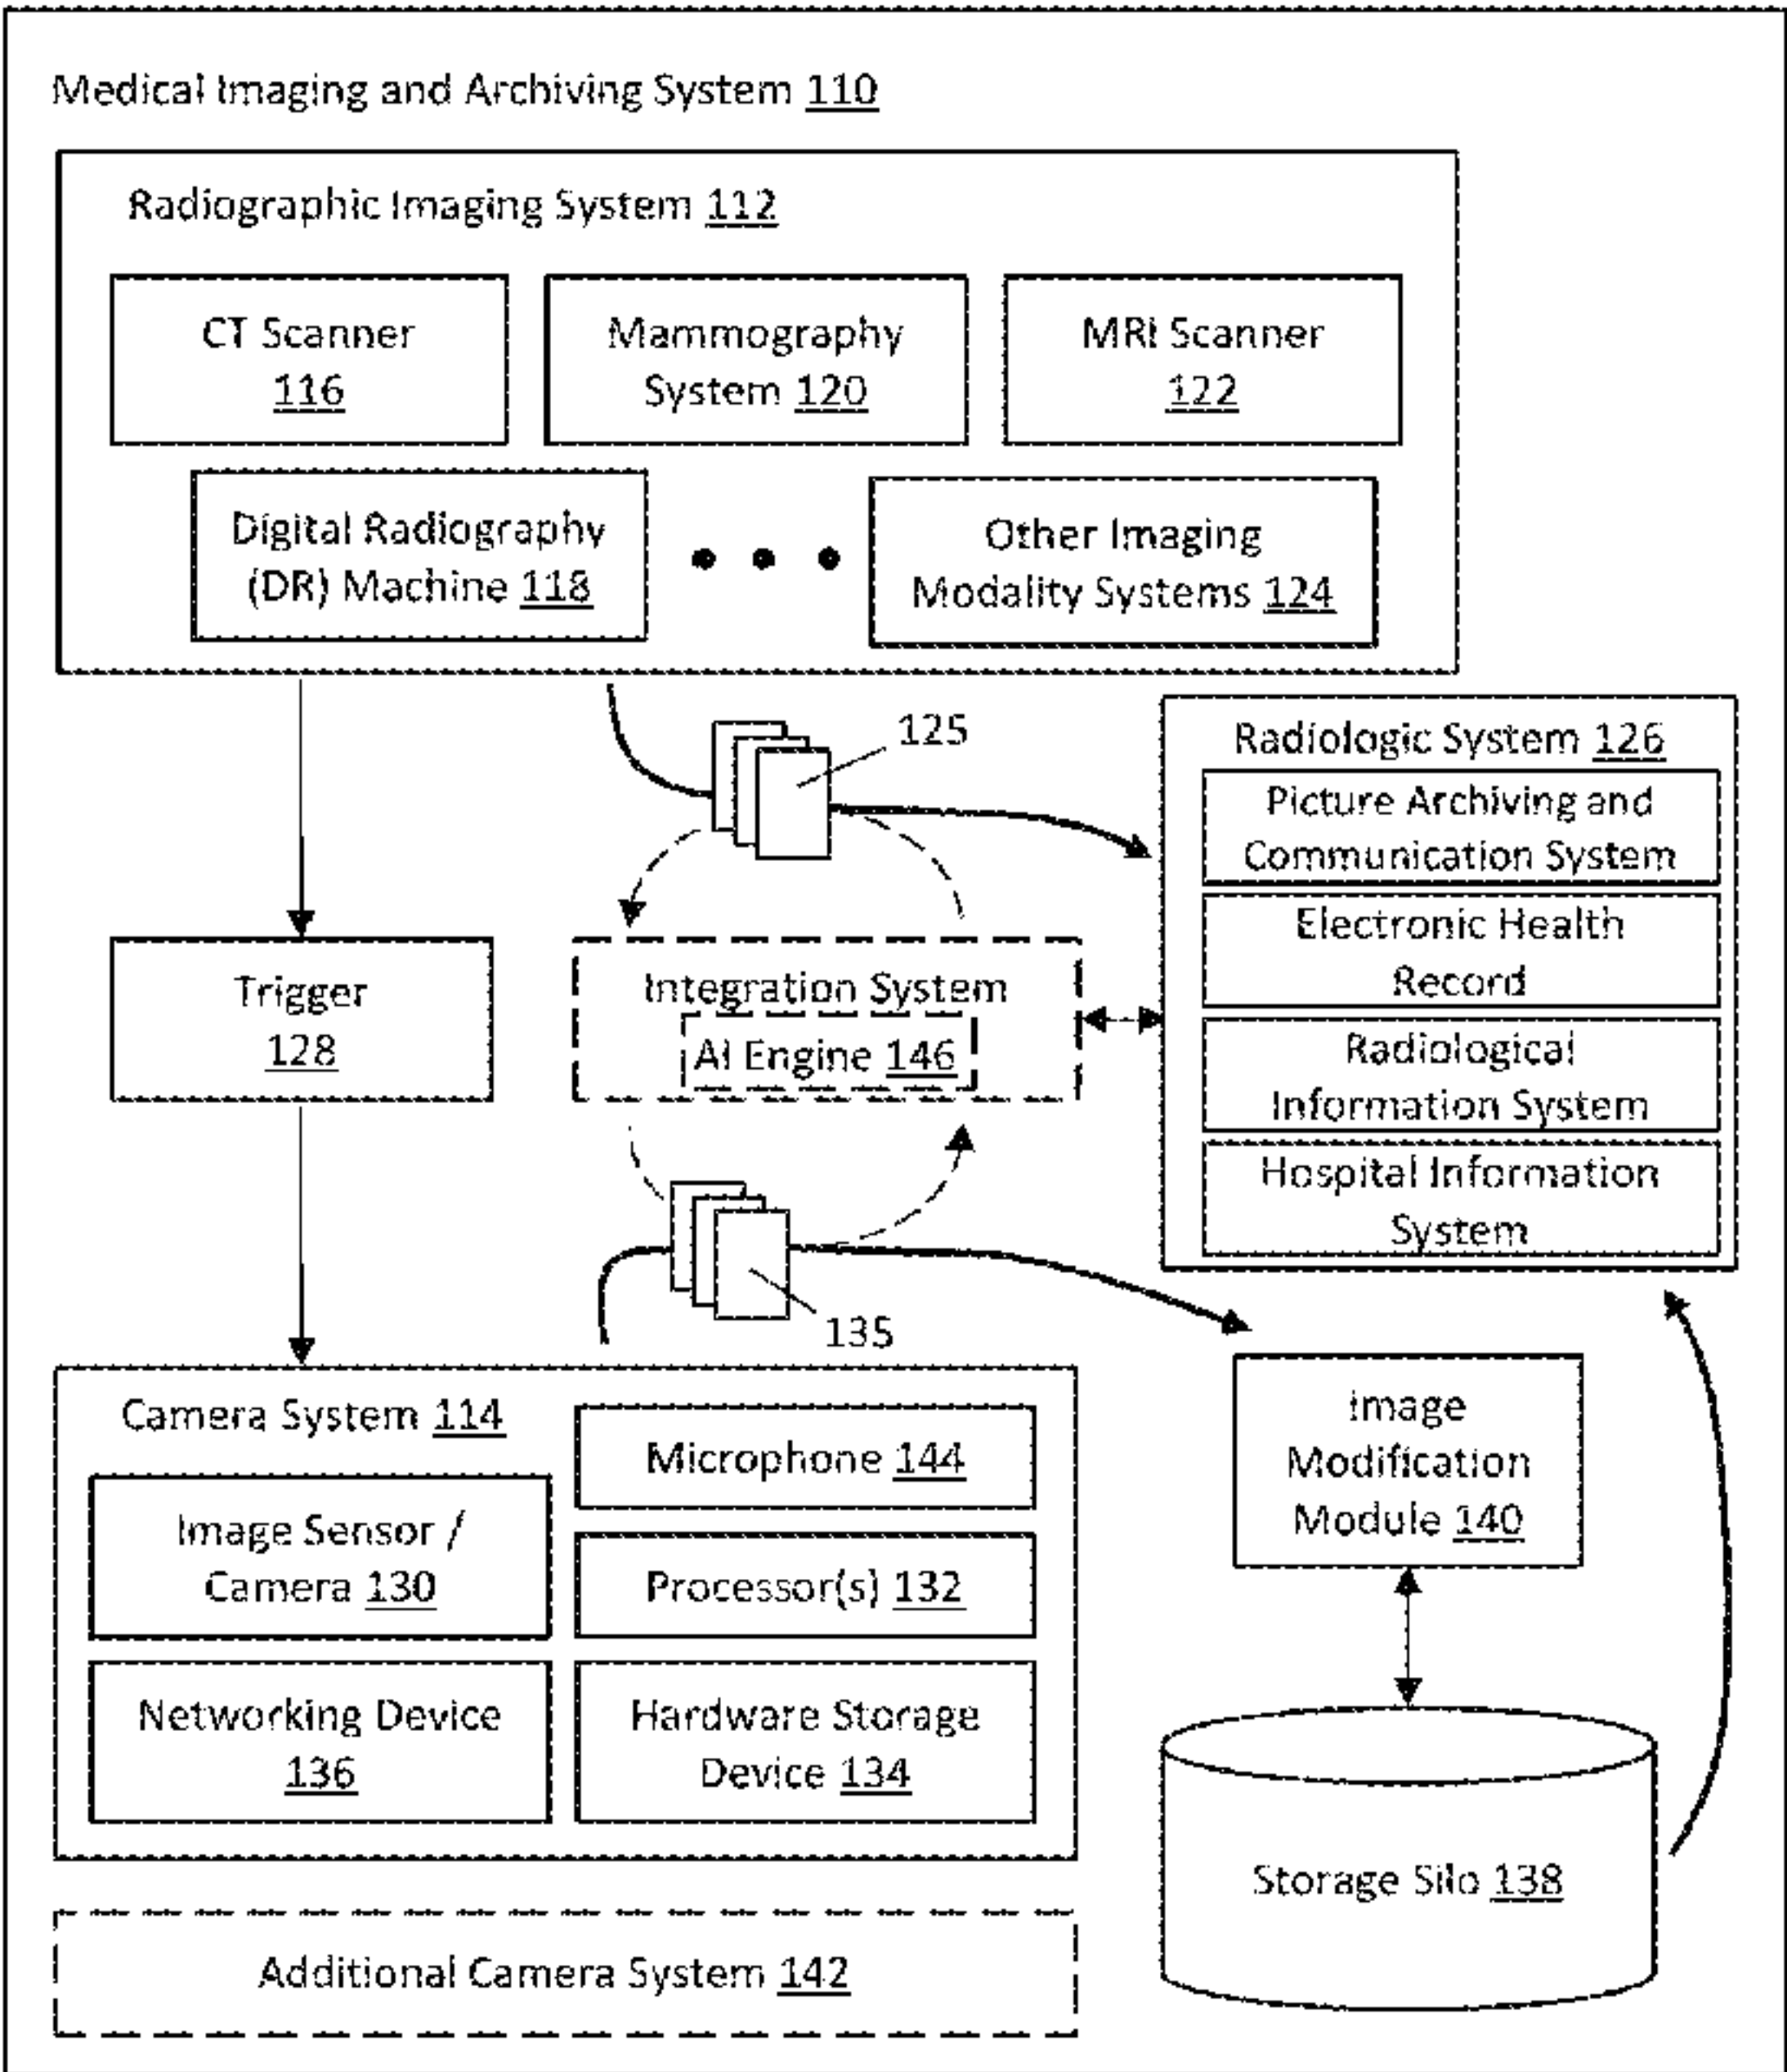 Medical Imaging and Archiving System 110
Radiographic Imaging System 112
CT Scanner
116
Mammography
System 120
MRI Scanner
122
Digital Radiography
(DR) Machine 118
Other Imaging
Modality Systems 124
125
Radiologic System 126
Picture Archiving and
Communication System
Electronic Health
Record
Radiological
Information System
Hospital Information
System
Trigger
128
Integration System
AI Engine 146
135
Camera System 114
Image Sensor /
Camera 130
Networking Device
136
Microphone 144
Processor(s) 132
Hardware Storage
Device 134
Image
Modification
Module 140
Storage Silo 138
Additional Camera System 142